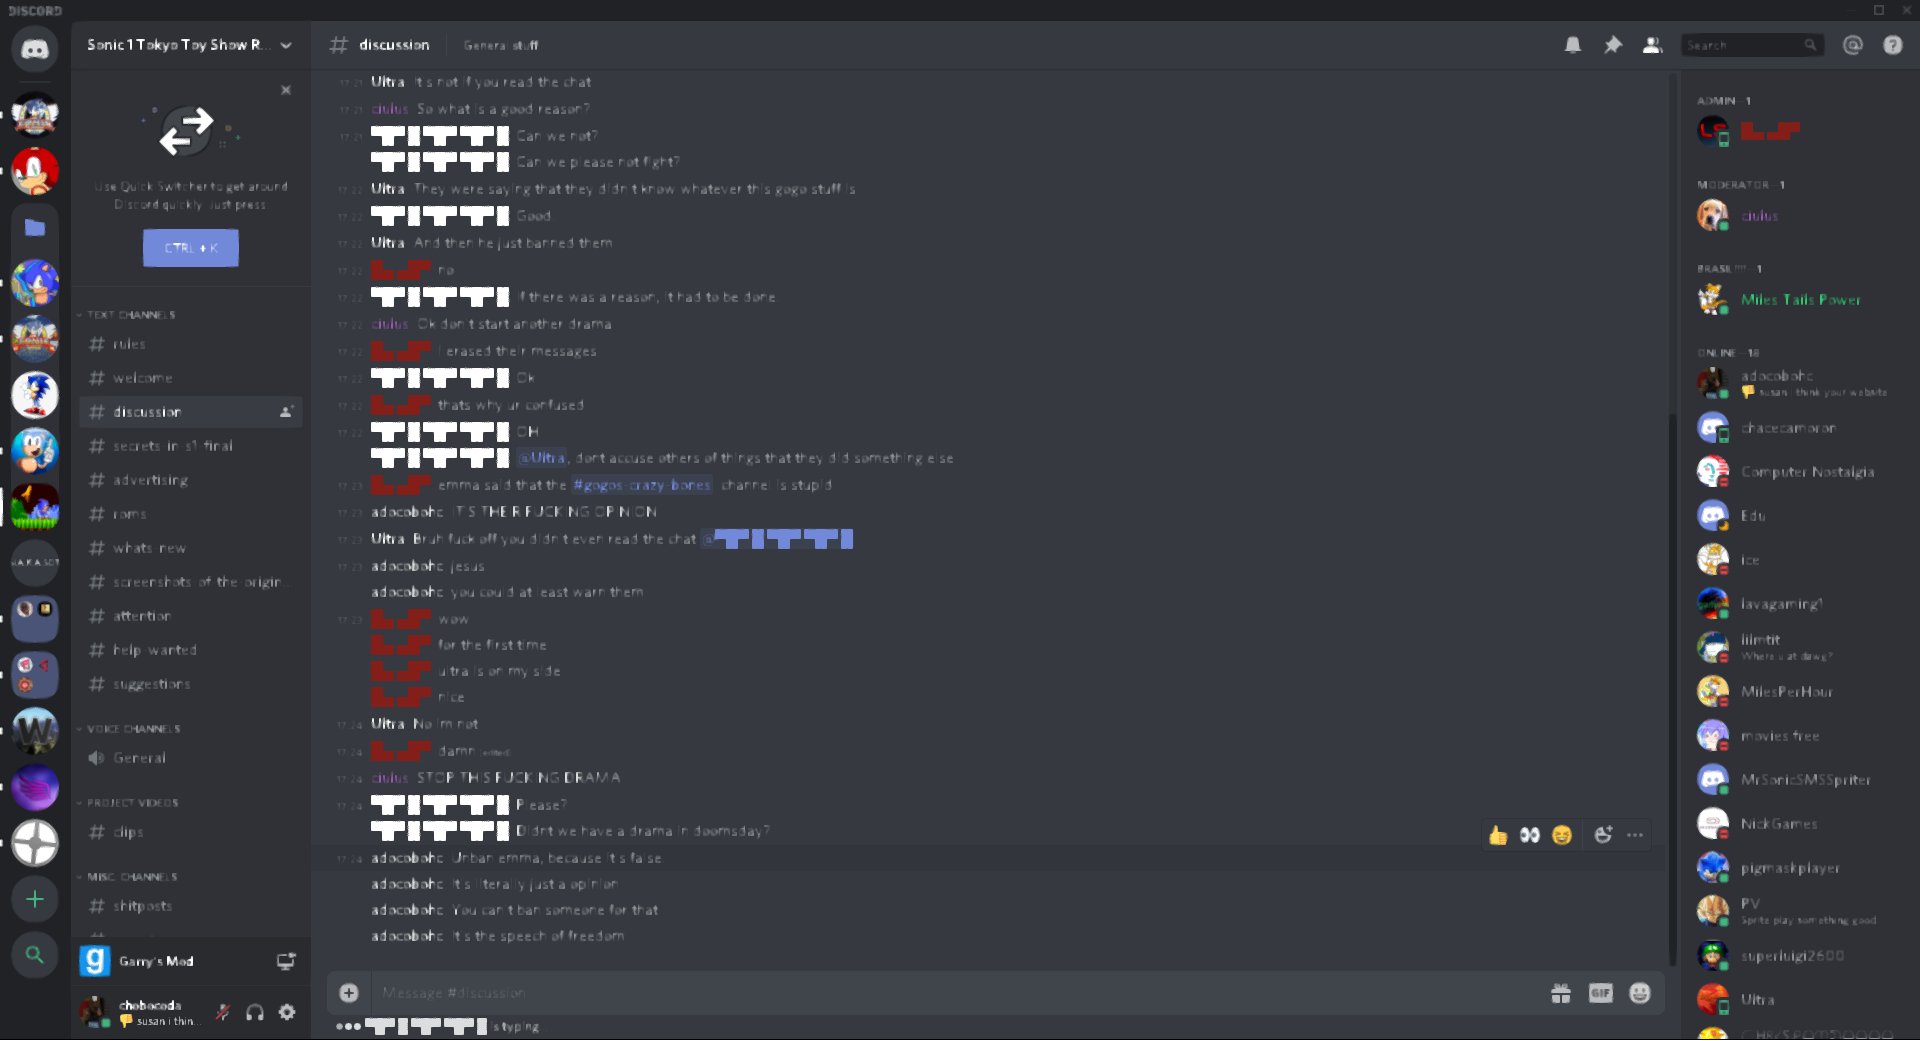 DISCORD
Sonic 1 Tokyo Toy Show R...
# discussion
General stuff
Search
Use Quick Switcher to get around
Discord quickly. Just press:
CTRL + K
TEXT CHANNELS
# rules
# welcome
# discussion
# secrets-in-s1-final
# advertising
# roms
# whats-new
# screenshots-of-the-origin...
# attention
# help-wanted
# suggestions
VOICE CHANNELS
General
PROJECT VIDEOS
# clips
MISC. CHANNELS
# shitposts
Garry's Mod
chobocoda
👎 susan i thin...
17:21 Ultra It's not if you read the chat
17:21 ciulus So what is a good reason?
17:21 Can we not?
Can we please not fight?
17:22 Ultra They were saying that they didn't know whatever this gogo stuff is
17:22 Good
17:22 Ultra And then he just banned them
17:22 no
17:22 If there was a reason, it had to be done
17:22 ciulus Ok don't start another drama
17:22 I erased their messages
17:22 Ok
17:22 thats why ur confused
17:22 OH
@Ultra, dont accuse others of things that they did something else
17:23 emma said that the #gogos-crazy-bones channel is stupid
17:23 adocobohc IT'S THEIR FUCKING OPINION
17:23 Ultra Bruh fuck off you didn't even read the chat @
17:23 adocobohc jesus
adocobohc you could at least warn them
17:23 wow
for the first time
ultra is on my side
nice
17:24 Ultra No Im not
17:24 damn (edited)
17:24 ciulus STOP THIS FUCKING DRAMA
17:24 Please?
Didnt we have a drama in doomsday?
17:24 adocobohc Unban emma, because it's false
adocobohc It's literally just a opinion
adocobohc You can't ban someone for that
adocobohc It's the speech of freedom
Message #discussion
GIF
is typing
ADMIN—1
MODERATOR—1
ciulus
BRASIL!!!!—1
Miles Tails Power
ONLINE—18
adocobohc
👎 susan i think your website
chacecamoron
Computer Nostalgia
Edu
ice
lavagaming1
lilmtit
Where u at dawg?
MilesPerHour
movies free
MrSonicSMSSpriter
NickGames
pigmaskplayer
PV
Sprite play something good
superluigi2600
Ultra